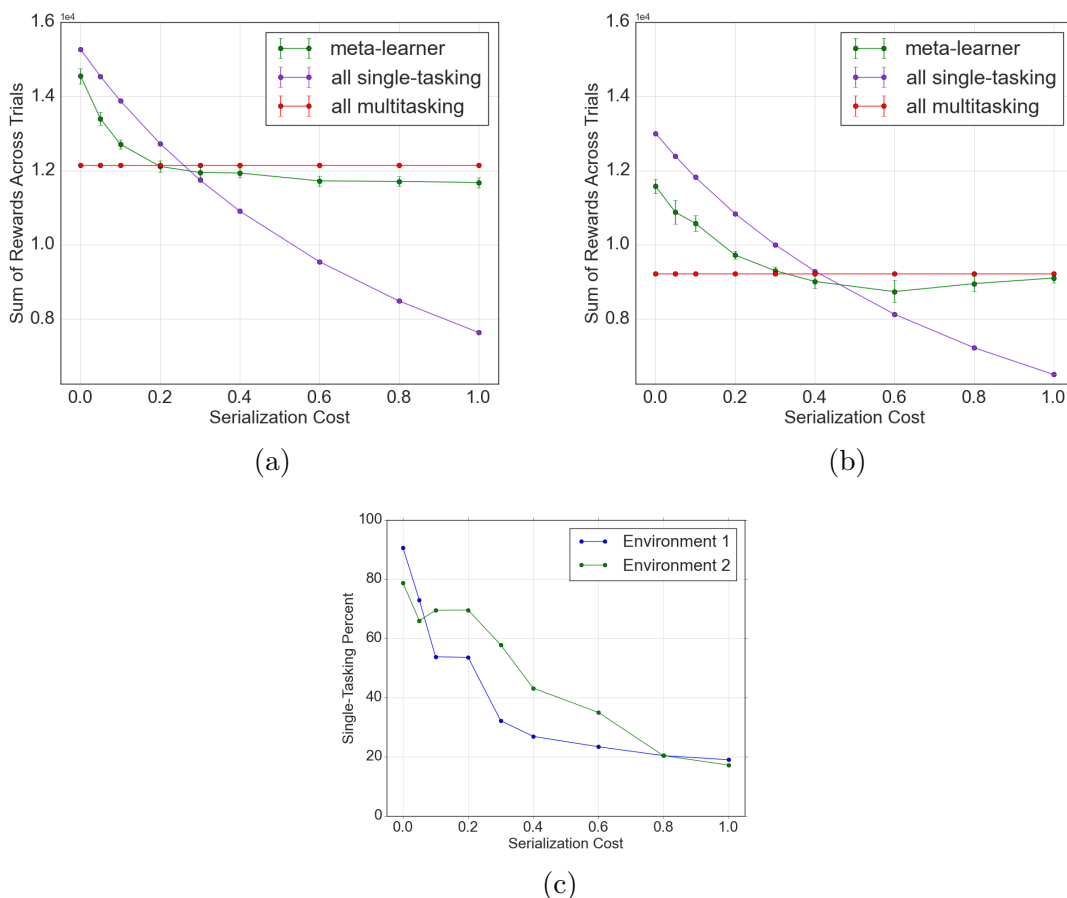 1e4
1.6
1.4
1.2
1.0
0.8
Sum of Rewards Across Trials
meta-learner
all single-tasking
all multitasking
0.0 0.2 0.4 0.6 0.8 1.0
Serialization Cost
(a)
1e4
1.6
1.4
1.2
1.0
0.8
Sum of Rewards Across Trials
meta-learner
all single-tasking
all multitasking
0.0 0.2 0.4 0.6 0.8 1.0
Serialization Cost
(b)
100
80
60
40
20
0
Single-Tasking Percent
Environment 1
Environment 2
0.0 0.2 0.4 0.6 0.8 1.0
Serialization Cost
(c)